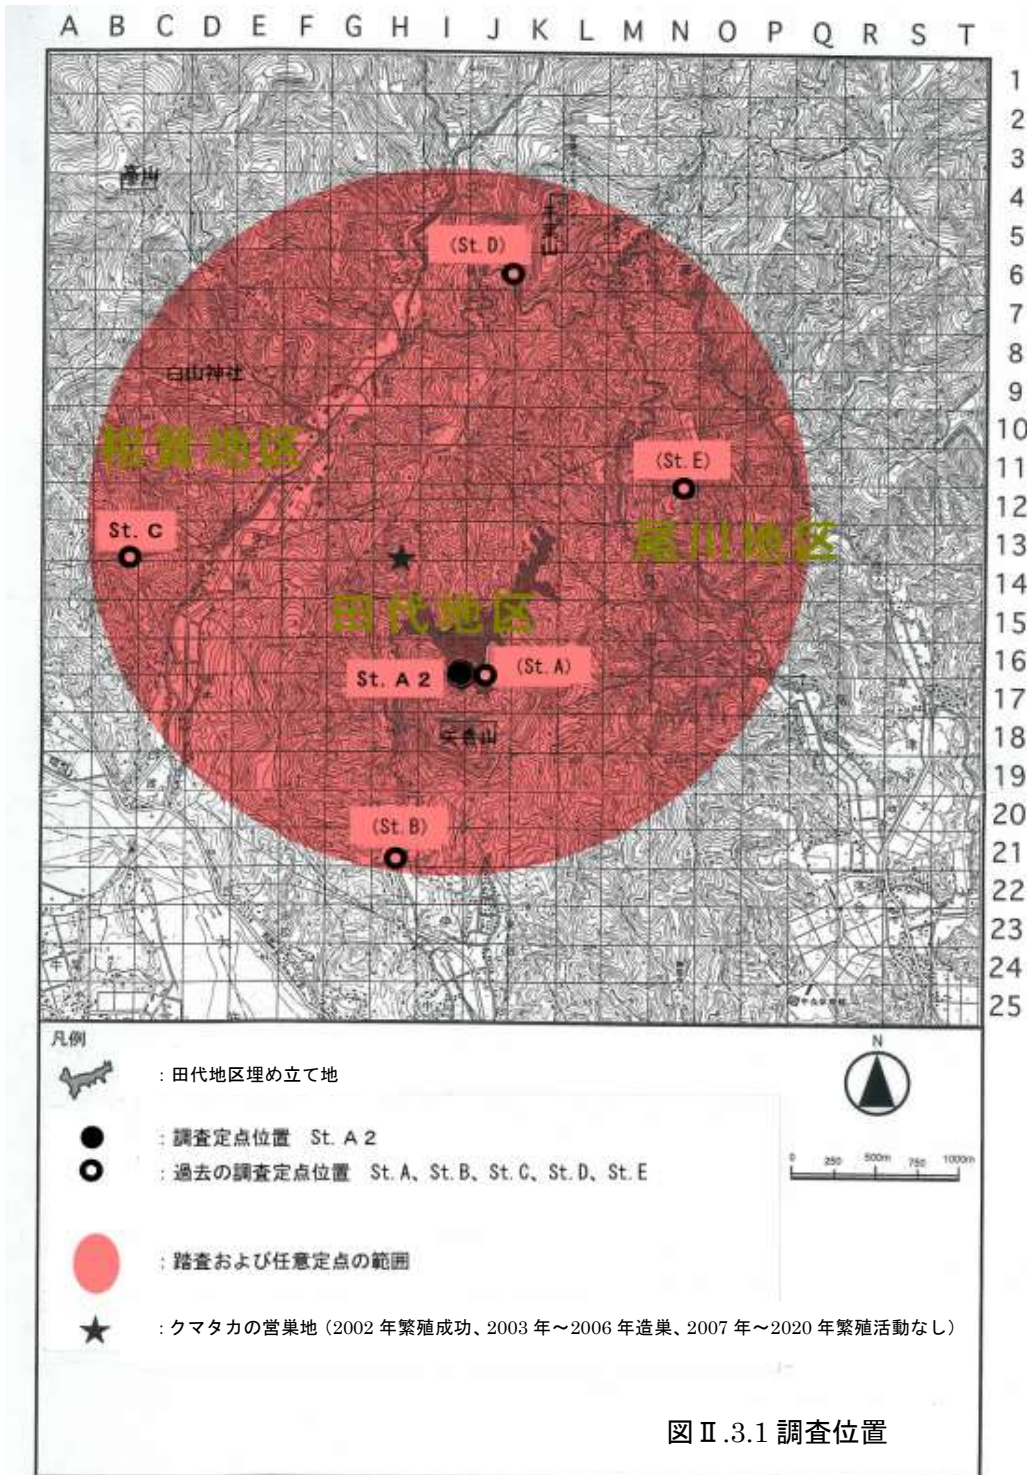 A B C D E F G H I J K L M N O P Q R S T
1
2
3
4
5
6
7
8
9
10
11
12
13
14
15
16
17
18
19
20
21
22
23
24
25
(St. D)
白山神社
相賀地区
(St. E)
St. C
尾川地区
田代地区
St. A 2
(St. A)
(St. B)
凡例
N
: 田代地区埋め立て地
: 調査定点位置 St. A 2
: 過去の調査定点位置 St. A、St. B、St. C、St. D、St. E
0 250 500m 750 1000m
: 踏査および任意定点の範囲
: クマタカの営巣地(2002 年繁殖成功、2003 年~2006 年造巣、2007 年~2020 年繁殖活動なし)
図Ⅱ.3.1 調査位置